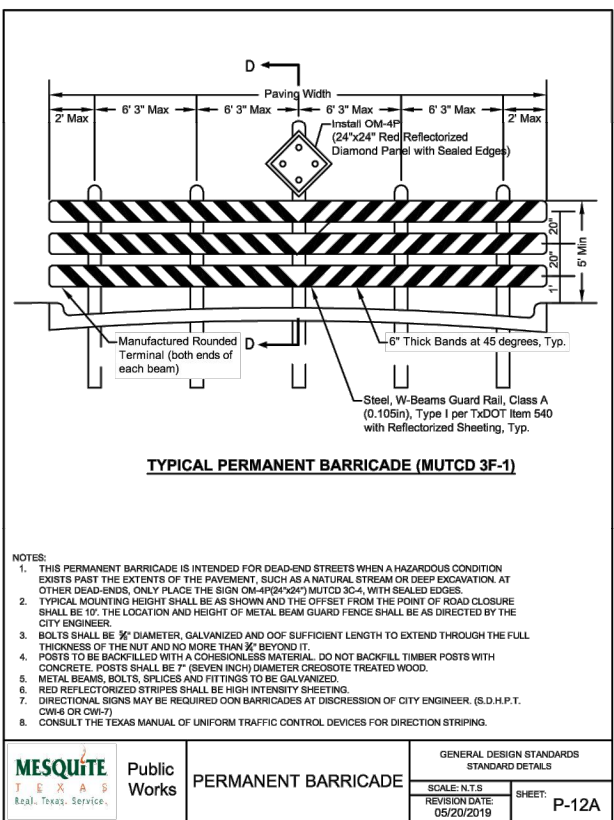 D
Paving Width
2' Max
6' 3" Max
6' 3" Max
6' 3" Max
6' 3" Max
2' Max
Install OM-4P
(24"x24" Red Reflectorized
Diamond Panel with Sealed Edges)
20"
20"
1'
5' Min
Manufactured Rounded
Terminal (both ends of
each beam)
D
6" Thick Bands at 45 degrees, Typ.
Steel, W-Beams Guard Rail, Class A
(0.105in), Type I per TxDOT Item 540
with Reflectorized Sheeting, Typ.
TYPICAL PERMANENT BARRICADE (MUTCD 3F-1)
NOTES:
1. THIS PERMANENT BARRICADE IS INTENDED FOR DEAD-END STREETS WHEN A HAZARDOUS CONDITION
EXISTS PAST THE EXTENTS OF THE PAVEMENT, SUCH AS A NATURAL STREAM OR DEEP EXCAVATION. AT
OTHER DEAD-ENDS, ONLY PLACE THE SIGN OM-4P(24"x24") MUTCD 3C-4, WITH SEALED EDGES.
2. TYPICAL MOUNTING HEIGHT SHALL BE AS SHOWN AND THE OFFSET FROM THE POINT OF ROAD CLOSURE
SHALL BE 10'. THE LOCATION AND HEIGHT OF METAL BEAM GUARD FENCE SHALL BE AS DIRECTED BY THE
CITY ENGINEER.
3. BOLTS SHALL BE DIAMETER, GALVANIZED AND OOF SUFFICIENT LENGTH TO EXTEND THROUGH THE FULL
THICKNESS OF THE NUT AND NO MORE THAN BEYOND IT.
4. POSTS TO BE BACKFILLED WITH A COHESIONLESS MATERIAL. DO NOT BACKFILL TIMBER POSTS WITH
CONCRETE. POSTS SHALL BE 7" (SEVEN INCH) DIAMETER CREOSOTE TREATED WOOD.
5. METAL BEAMS, BOLTS, SPLICES AND FITTINGS TO BE GALVANIZED.
6. RED REFLECTORIZED STRIPES SHALL BE HIGH INTENSITY SHEETING.
7. DIRECTIONAL SIGNS MAY BE REQUIRED OON BARRICADES AT DISCRESSION OF CITY ENGINEER. (S.D.H.P.T.
CWI-6 OR CWI-7)
8. CONSULT THE TEXAS MANUAL OF UNIFORM TRAFFIC CONTROL DEVICES FOR DIRECTION STRIPING.
MESQUITE
TEXAS
Real. Texas. Service.
Public
Works
PERMANENT BARRICADE
GENERAL DESIGN STANDARDS
STANDARD DETAILS
SCALE: N.T.S
REVISION DATE:
05/20/2019
SHEET:
P-12A